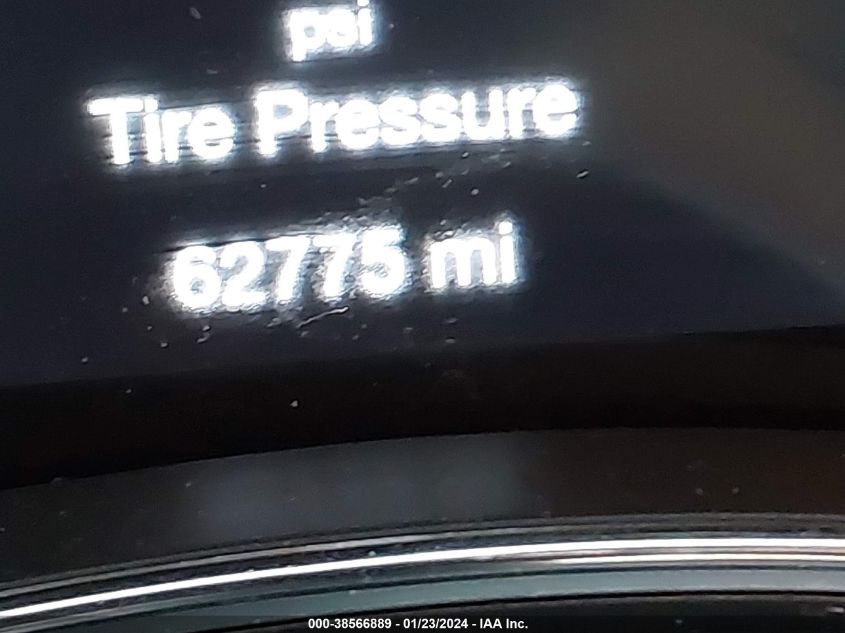 psi
Tire Pressure
62775 mi
000-38566889 - 01/23/2024 - IAA Inc.